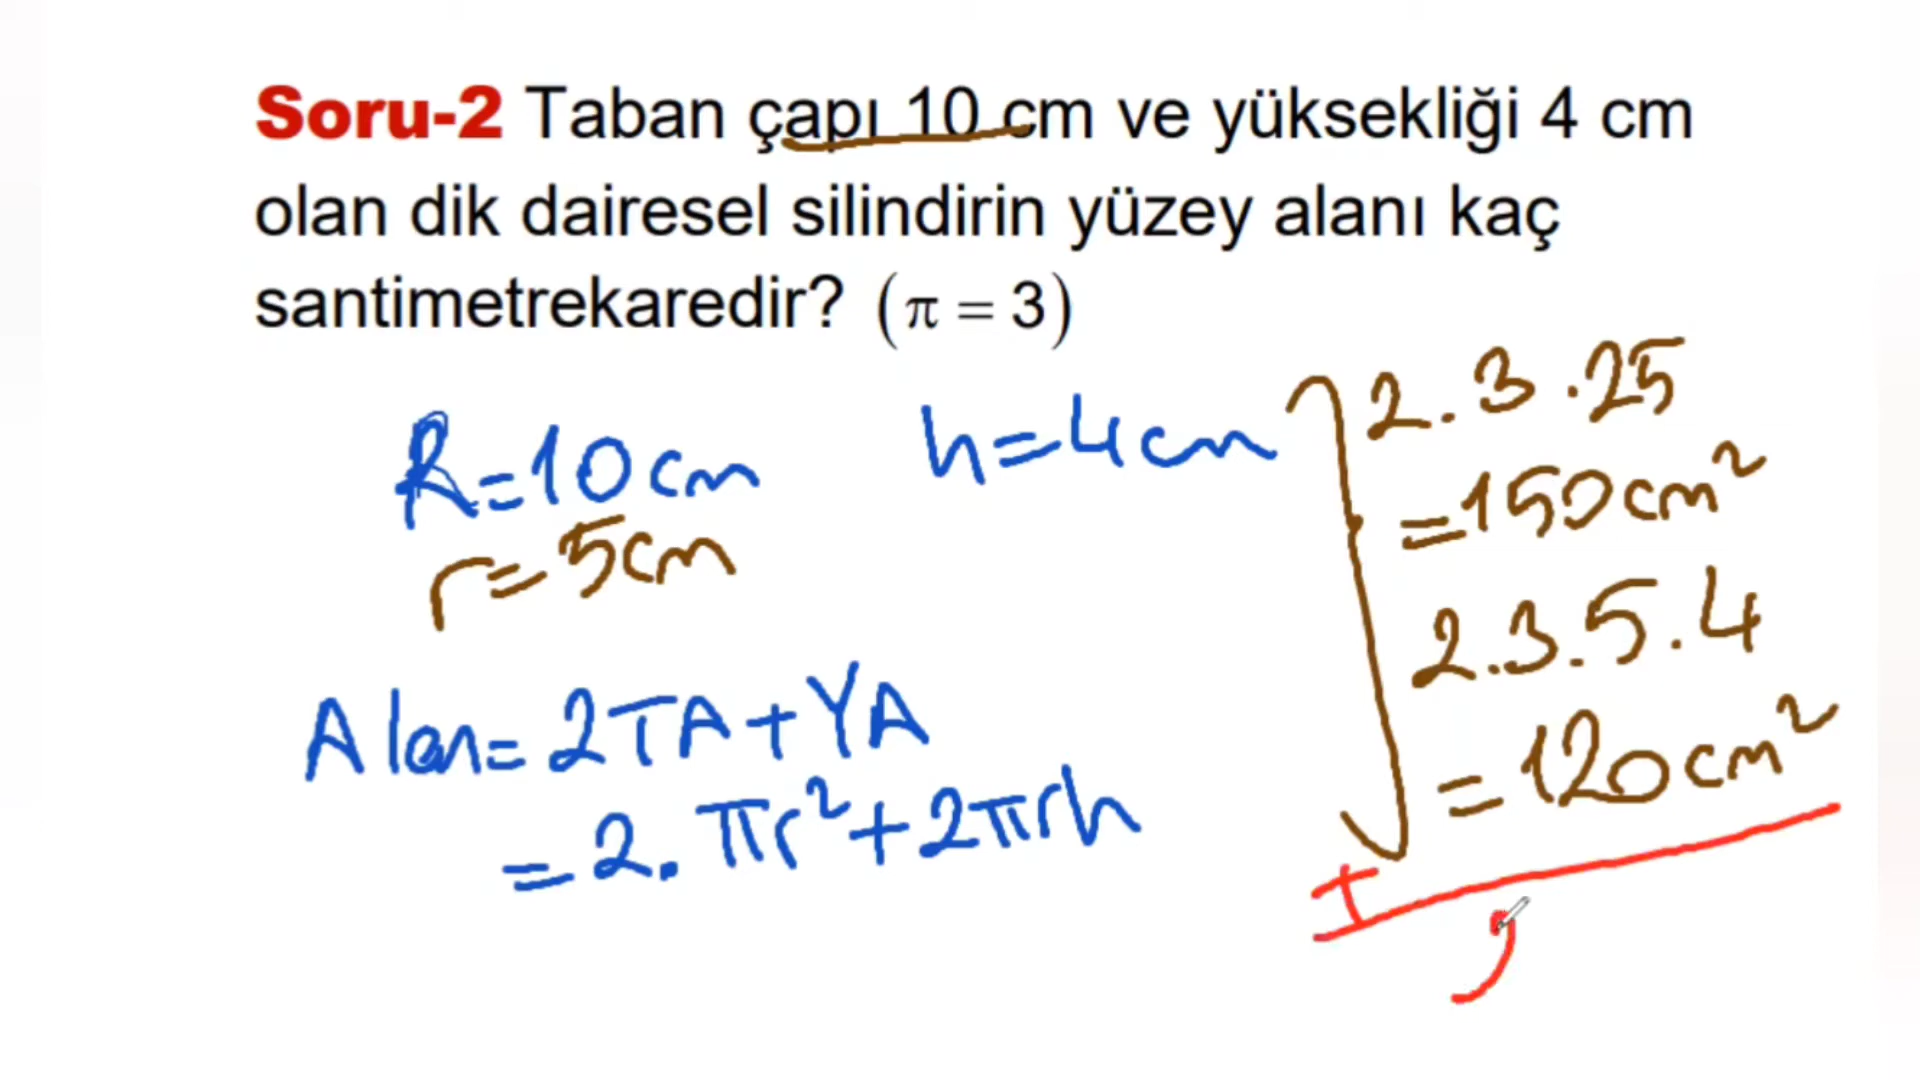 Soru-2 Taban çapı 10 cm ve yüksekliği 4 cm
olan dik dairesel silindirin yüzey alanı kaç
santimetrekaredir? (π = 3)
R=10cm
r=5cm
h=4cm
Alan=2TA+YA
=2.πr²+2πrh
2.3.25
=150cm²
2.3.5.4
=120cm²
+